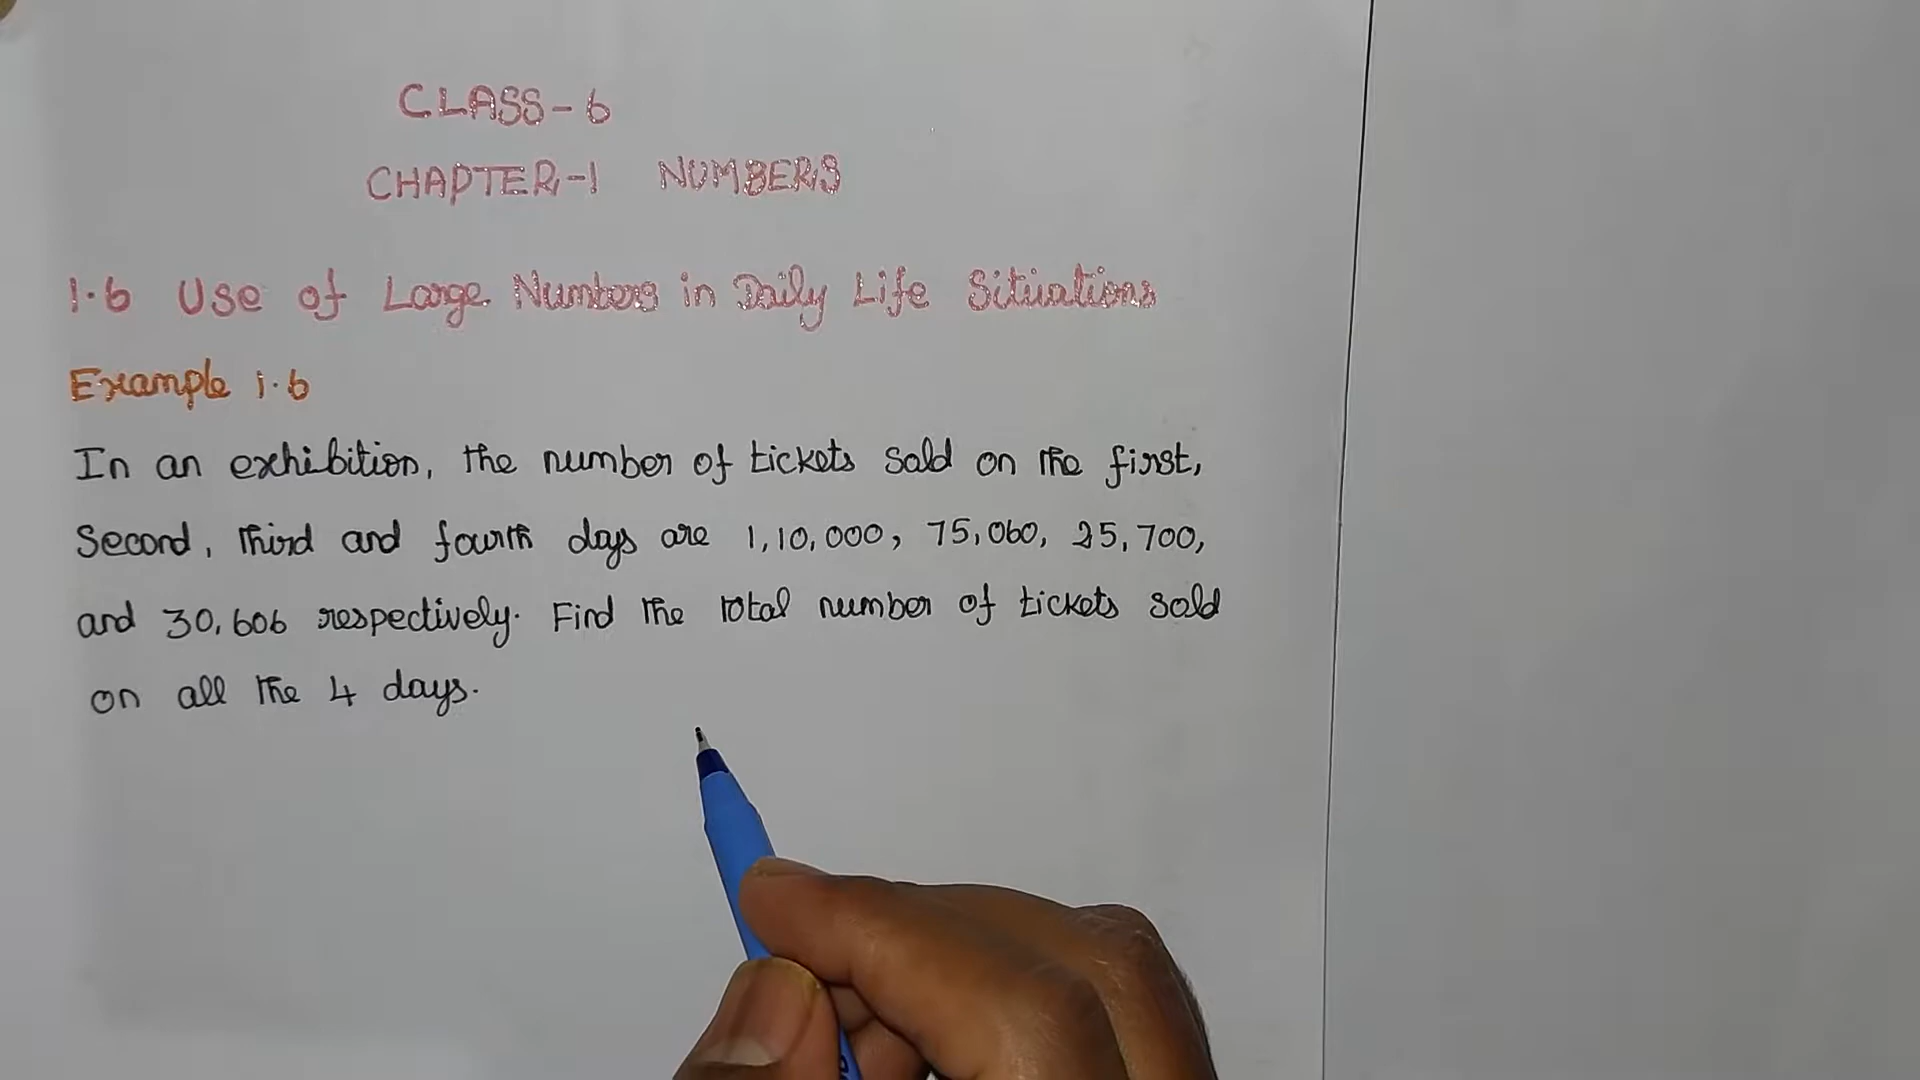 CLASS-6
CHAPTER-1 NUMBERS
1.6 Use of Large Numbers in Daily Life Situations
Example 1.6
In an exhibition, the number of tickets sold on the first,
Second, third and fourth days are 1,10,000, 75,060, 25,700,
and 30,606 respectively. Find the total number of tickets sold
on all the 4 days.